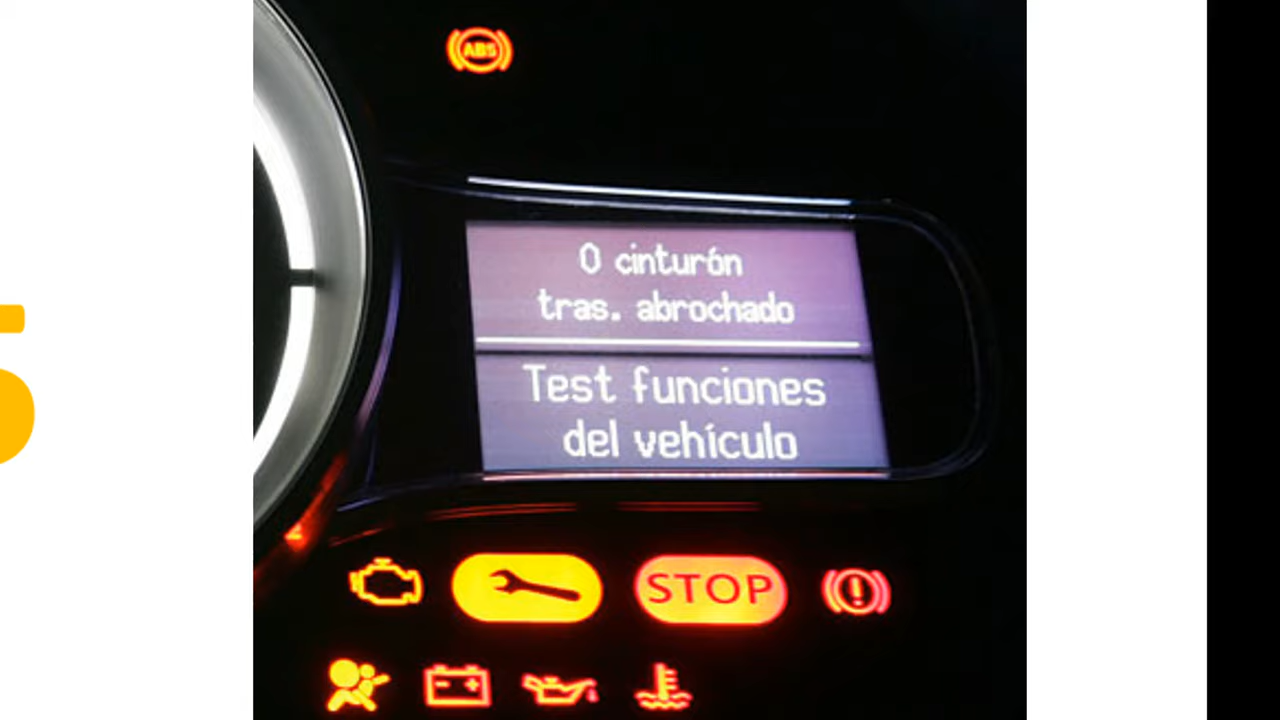 ABS
0 cinturón
tras. abrochado
Test funciones
del vehículo
STOP